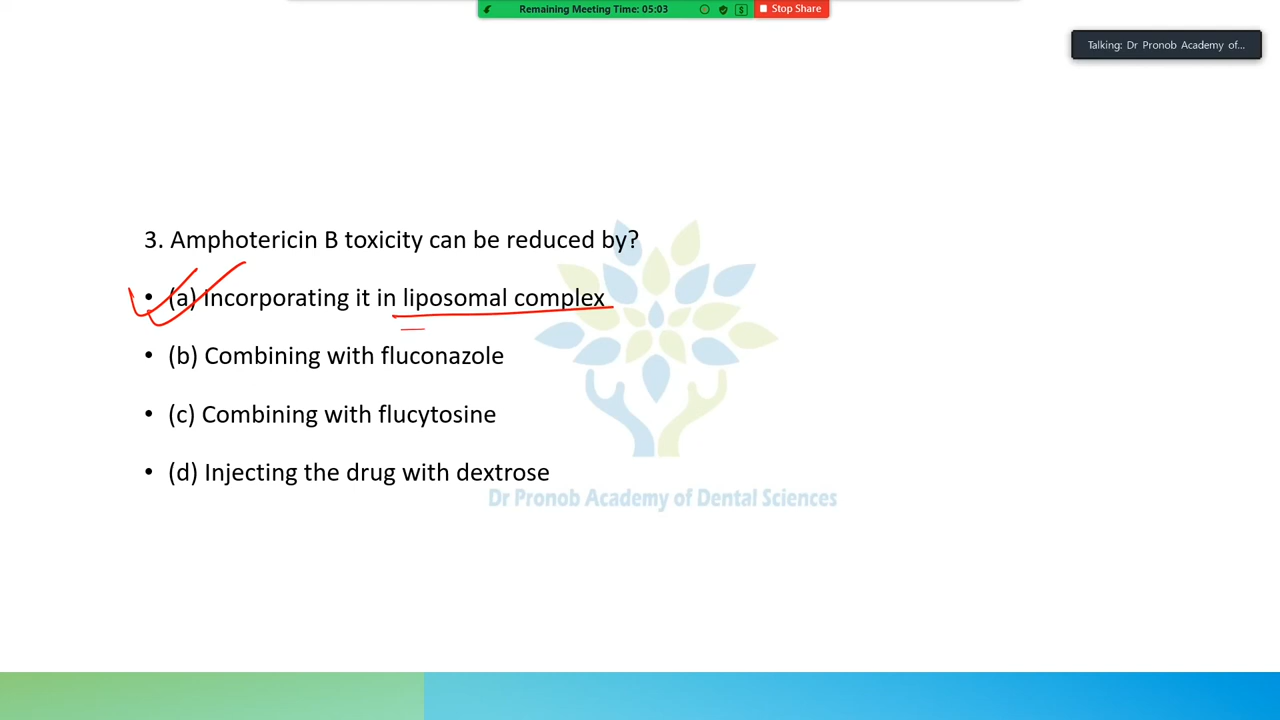 Remaining Meeting Time: 05:03
Stop Share
Talking: Dr Pronob Academy of...
3. Amphotericin B toxicity can be reduced by?
• (a) Incorporating it in liposomal complex
• (b) Combining with fluconazole
• (c) Combining with flucytosine
• (d) Injecting the drug with dextrose
Dr Pronob Academy of Dental Sciences